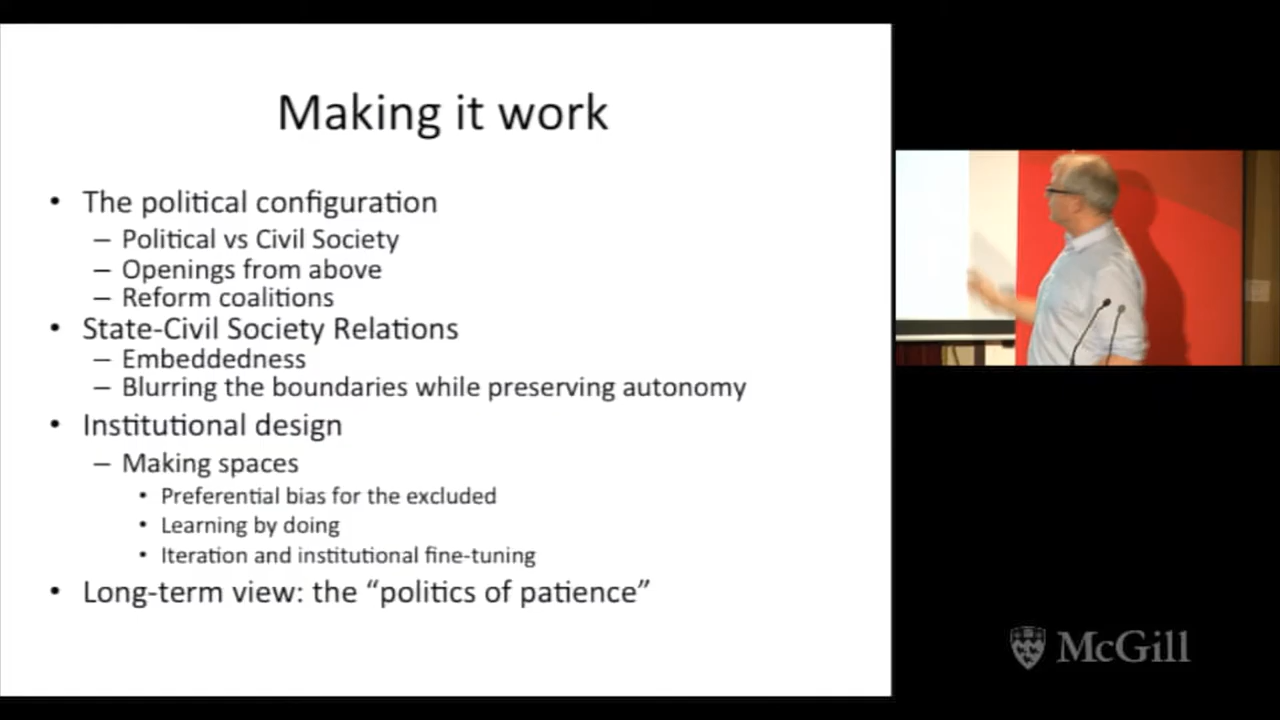 Making it work
• The political configuration
– Political vs Civil Society
– Openings from above
– Reform coalitions
• State-Civil Society Relations
– Embeddedness
– Blurring the boundaries while preserving autonomy
• Institutional design
– Making spaces
• Preferential bias for the excluded
• Learning by doing
• Iteration and institutional fine-tuning
• Long-term view: the “politics of patience”
McGill